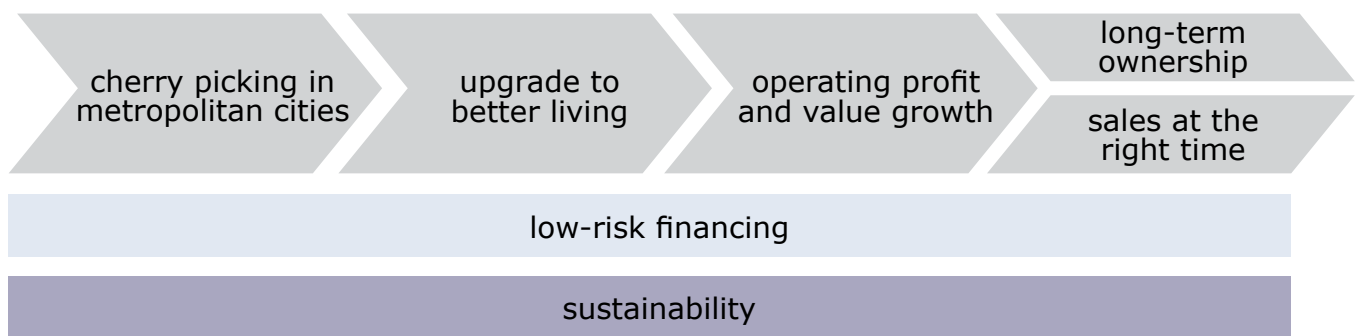 cherry picking in
metropolitan cities
upgrade to
better living
operating profit
and value growth
long-term
ownership
sales at the
right time
low-risk financing
sustainability